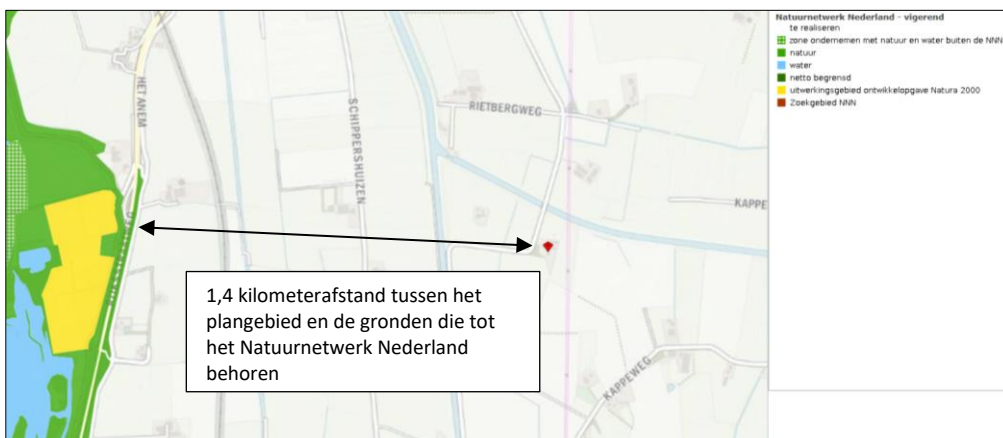 Natuurnetwerk Nederland - vigerend
te realiseren
zone ondernemen met natuur en water buiten de NNN
natuur
water
netto begrensd
uitwerkingsgebied ontwikkelopgave Natura 2000
Zoekgebied NNN
HET ANEM
SCHIPPERSHUIZEN
RIETBERGWEG
KAPPE
1,4 kilometerafstand tussen het
plangebied en de gronden die tot
het Natuurnetwerk Nederland
behoren
KAPPEWEG